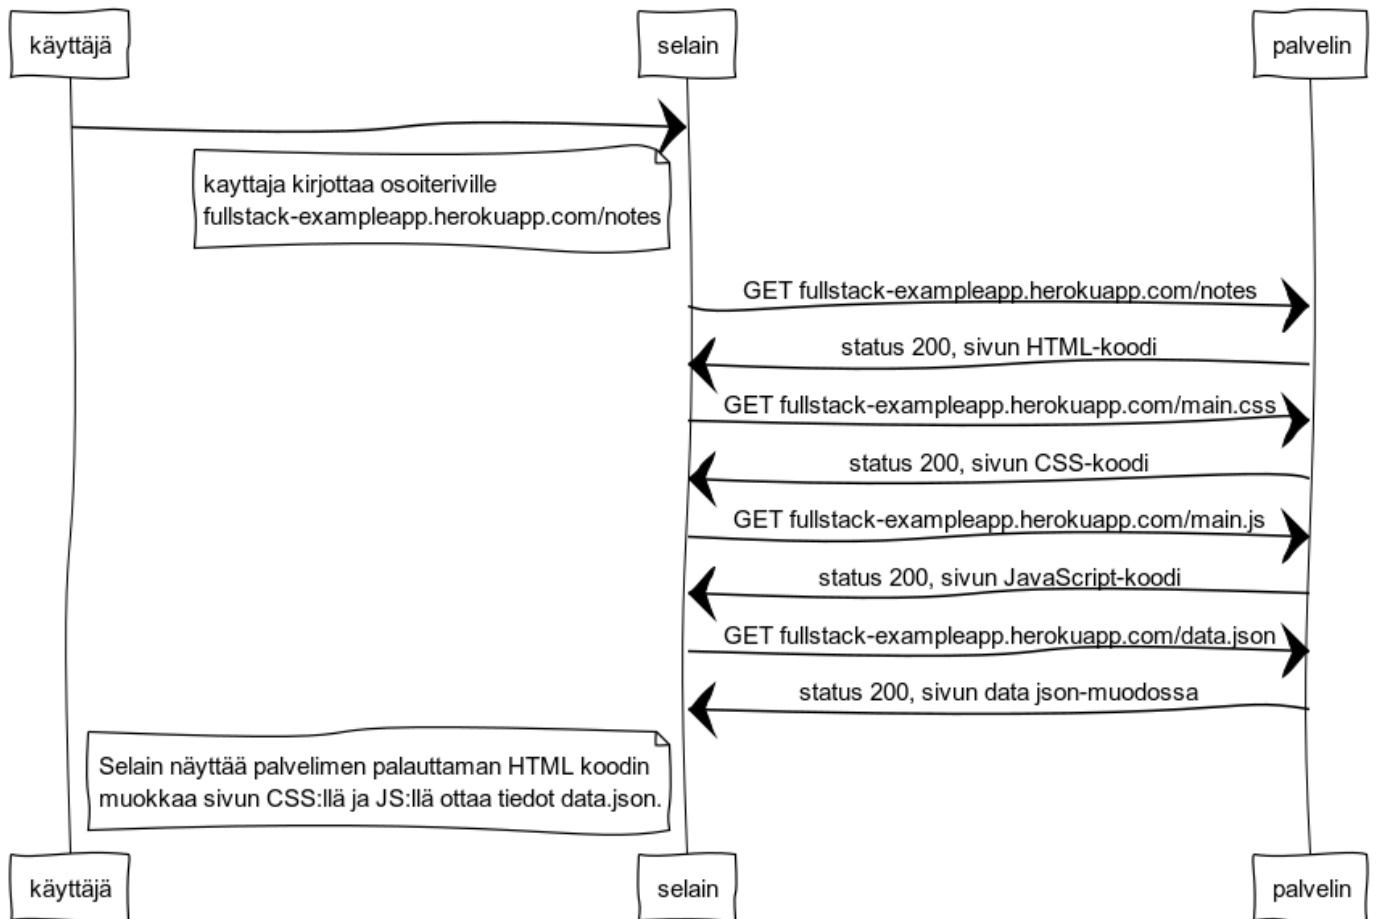 käyttäjä
selain
palvelin
kayttaja kirjottaa osoiteriville
fullstack-exampleapp.herokuapp.com/notes
GET fullstack-exampleapp.herokuapp.com/notes
status 200, sivun HTML-koodi
GET fullstack-exampleapp.herokuapp.com/main.css
status 200, sivun CSS-koodi
GET fullstack-exampleapp.herokuapp.com/main.js
status 200, sivun JavaScript-koodi
GET fullstack-exampleapp.herokuapp.com/data.json
status 200, sivun data json-muodossa
Selain näyttää palvelimen palauttaman HTML koodin
muokkaa sivun CSS:llä ja JS:llä ottaa tiedot data.json.
käyttäjä
selain
palvelin